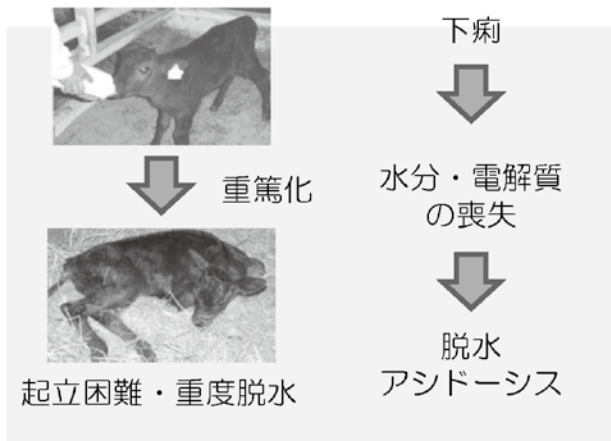 重篤化
起立困難・重度脱水
下痢
水分・電解質
の喪失
脱水
アシドーシス